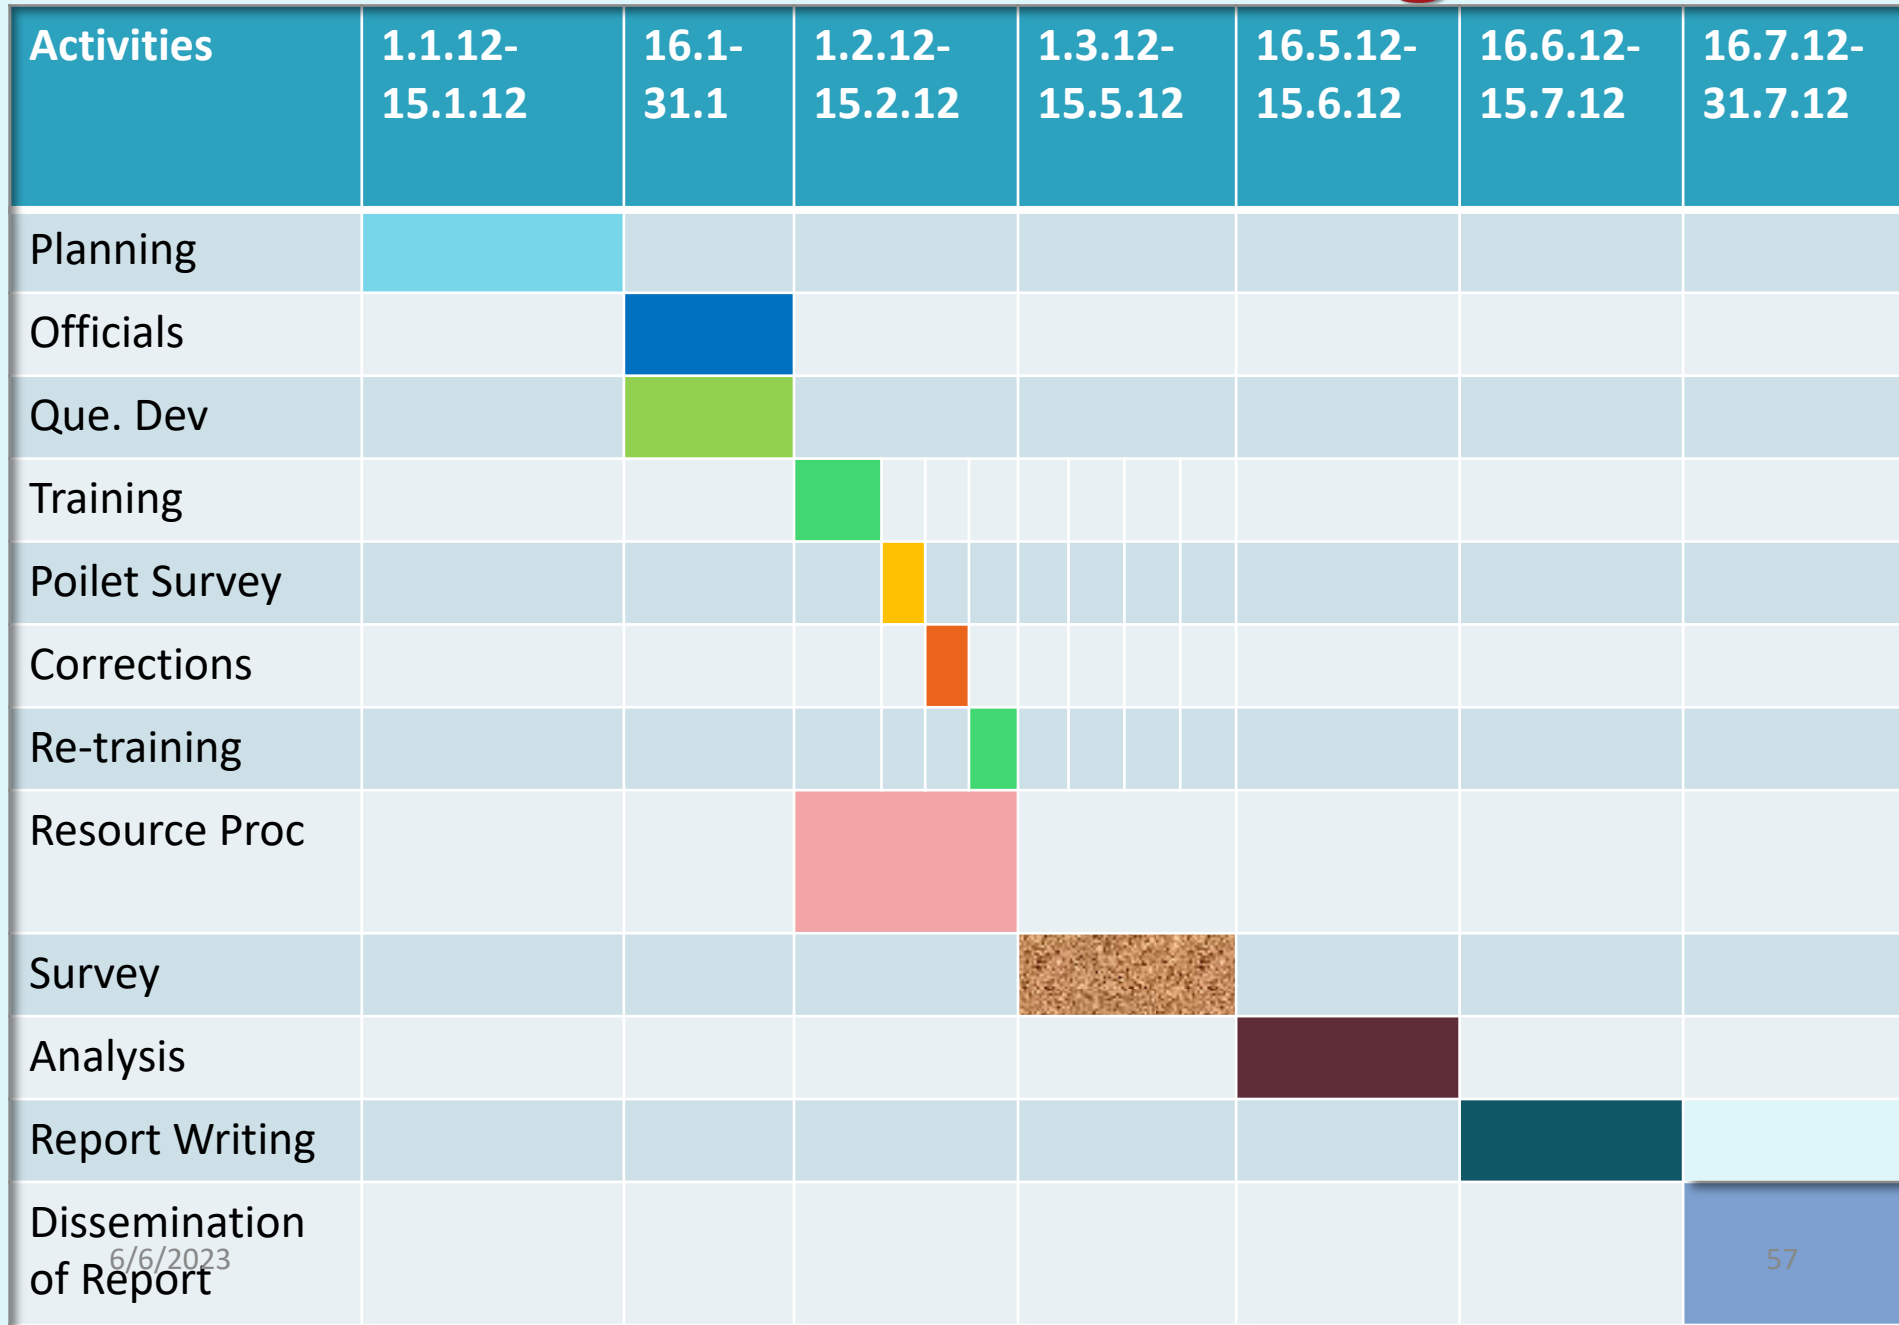 Activities
1.1.12-
15.1.12
16.1-
31.1
1.2.12-
15.2.12
1.3.12-
15.5.12
16.5.12-
15.6.12
16.6.12-
15.7.12
16.7.12-
31.7.12
Planning
Officials
Que. Dev
Training
Poilet Survey
Corrections
Re-training
Resource Proc
Survey
Analysis
Report Writing
Dissemination
of Report
6/6/2023
57